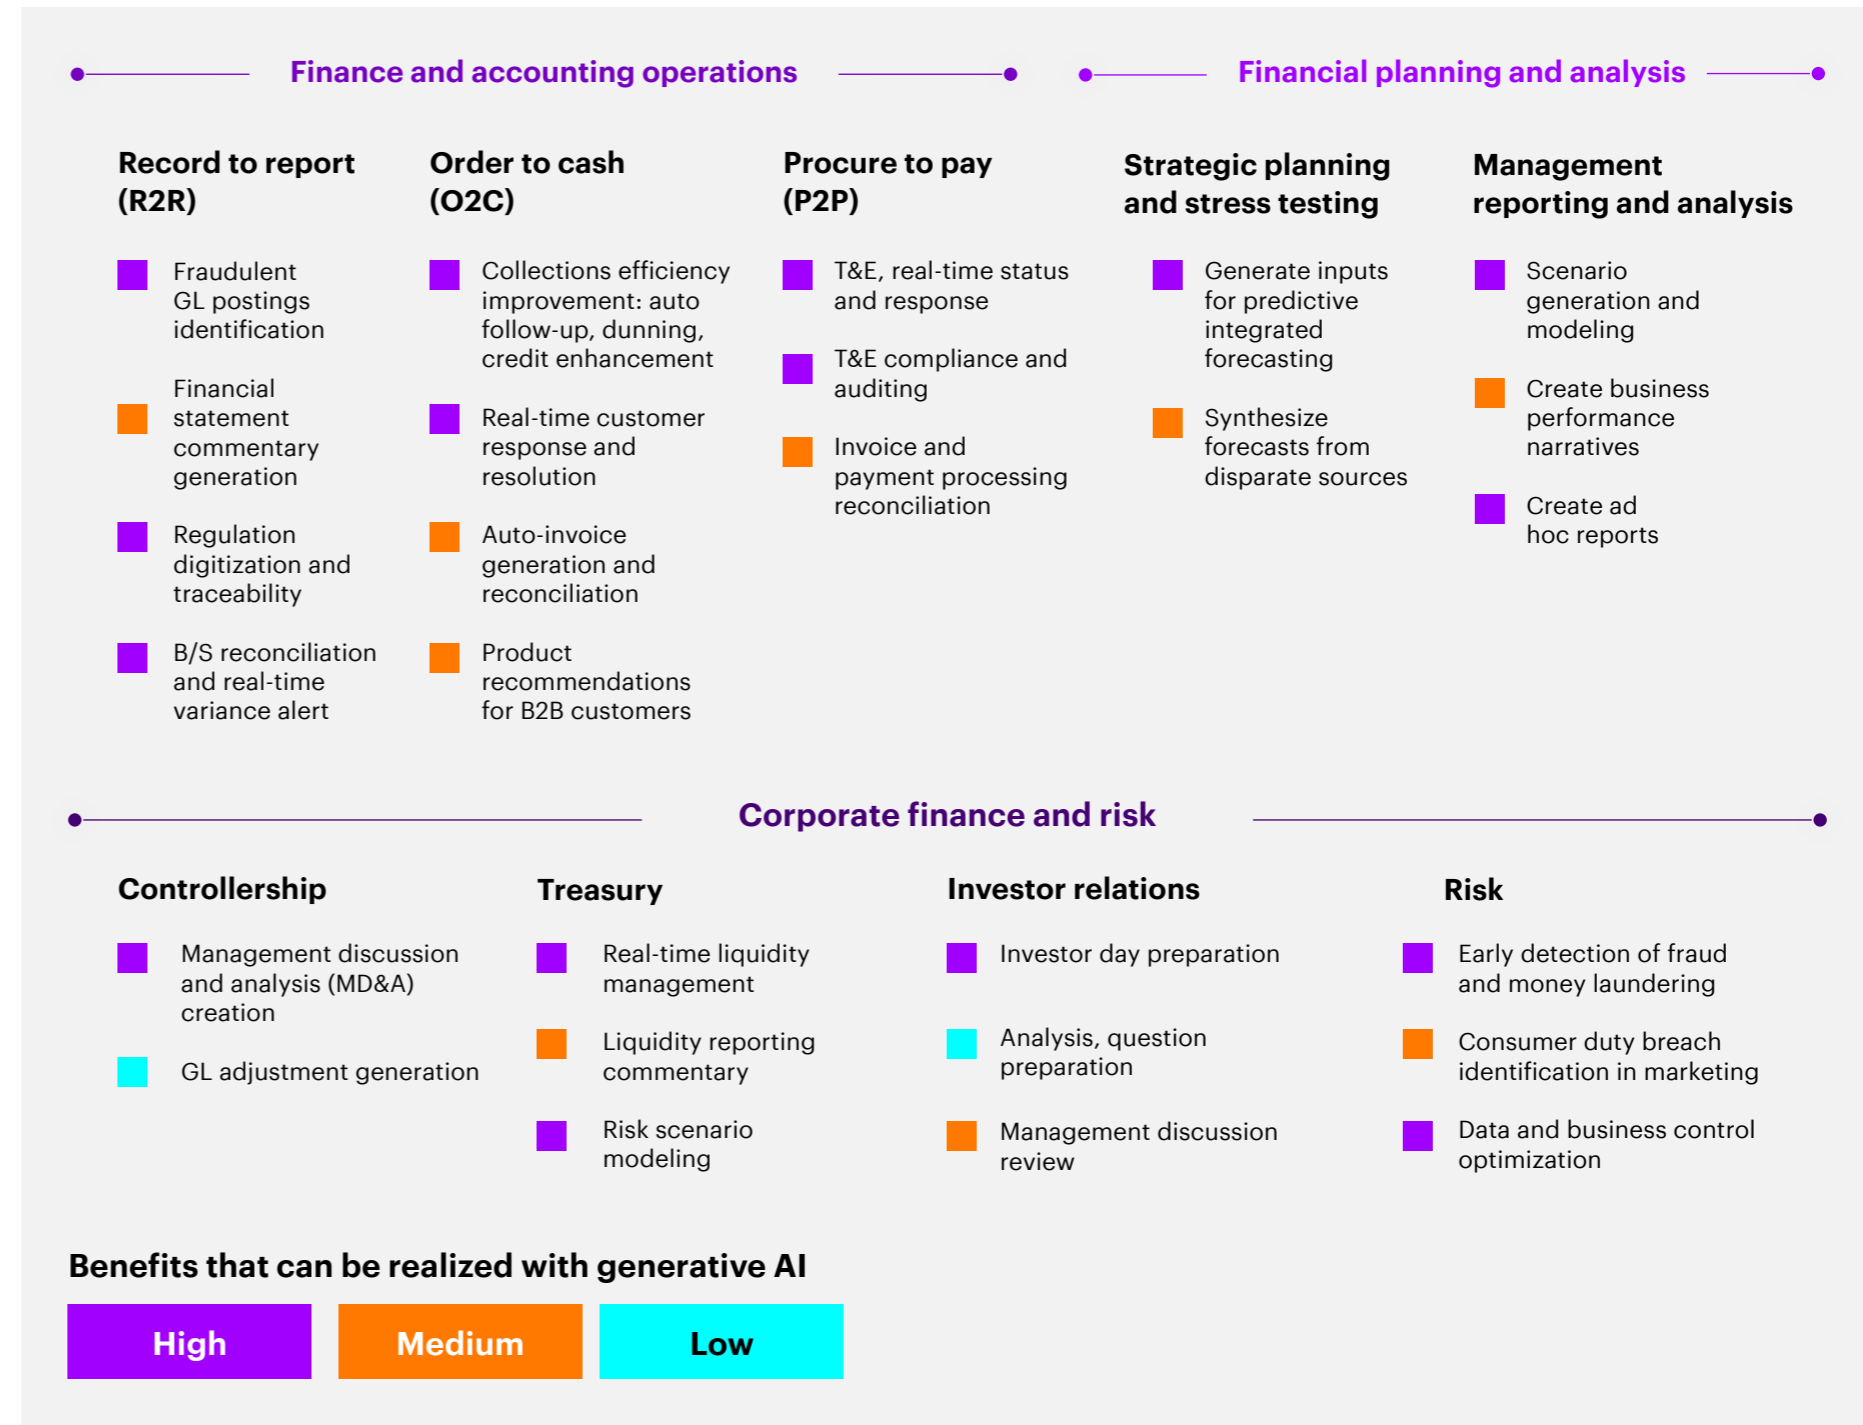 Finance and accounting operations
Financial planning and analysis
Record to report
(R2R)
Fraudulent
GL postings
identification
Financial
statement
commentary
generation
Regulation
digitization and
traceability
B/S reconciliation
and real-time
variance alert
Order to cash
(O2C)
Collections efficiency
improvement: auto
follow-up, dunning,
credit enhancement
Real-time customer
response and
resolution
Auto-invoice
generation and
reconciliation
Product
recommendations
for B2B customers
Procure to pay
(P2P)
T&E, real-time status
and response
T&E compliance and
auditing
Invoice and
payment processing
reconciliation
Strategic planning
and stress testing
Generate inputs
for predictive
integrated
forecasting
Synthesize
forecasts from
disparate sources
Management
reporting and analysis
Scenario
generation and
modeling
Create business
performance
narratives
Create ad
hoc reports
Corporate finance and risk
Controllership
Management discussion
and analysis (MD&A)
creation
GL adjustment generation
Treasury
Real-time liquidity
management
Liquidity reporting
commentary
Risk scenario
modeling
Investor relations
Investor day preparation
Analysis, question
preparation
Management discussion
review
Risk
Early detection of fraud
and money laundering
Consumer duty breach
identification in marketing
Data and business control
optimization
Benefits that can be realized with generative AI
High
Medium
Low